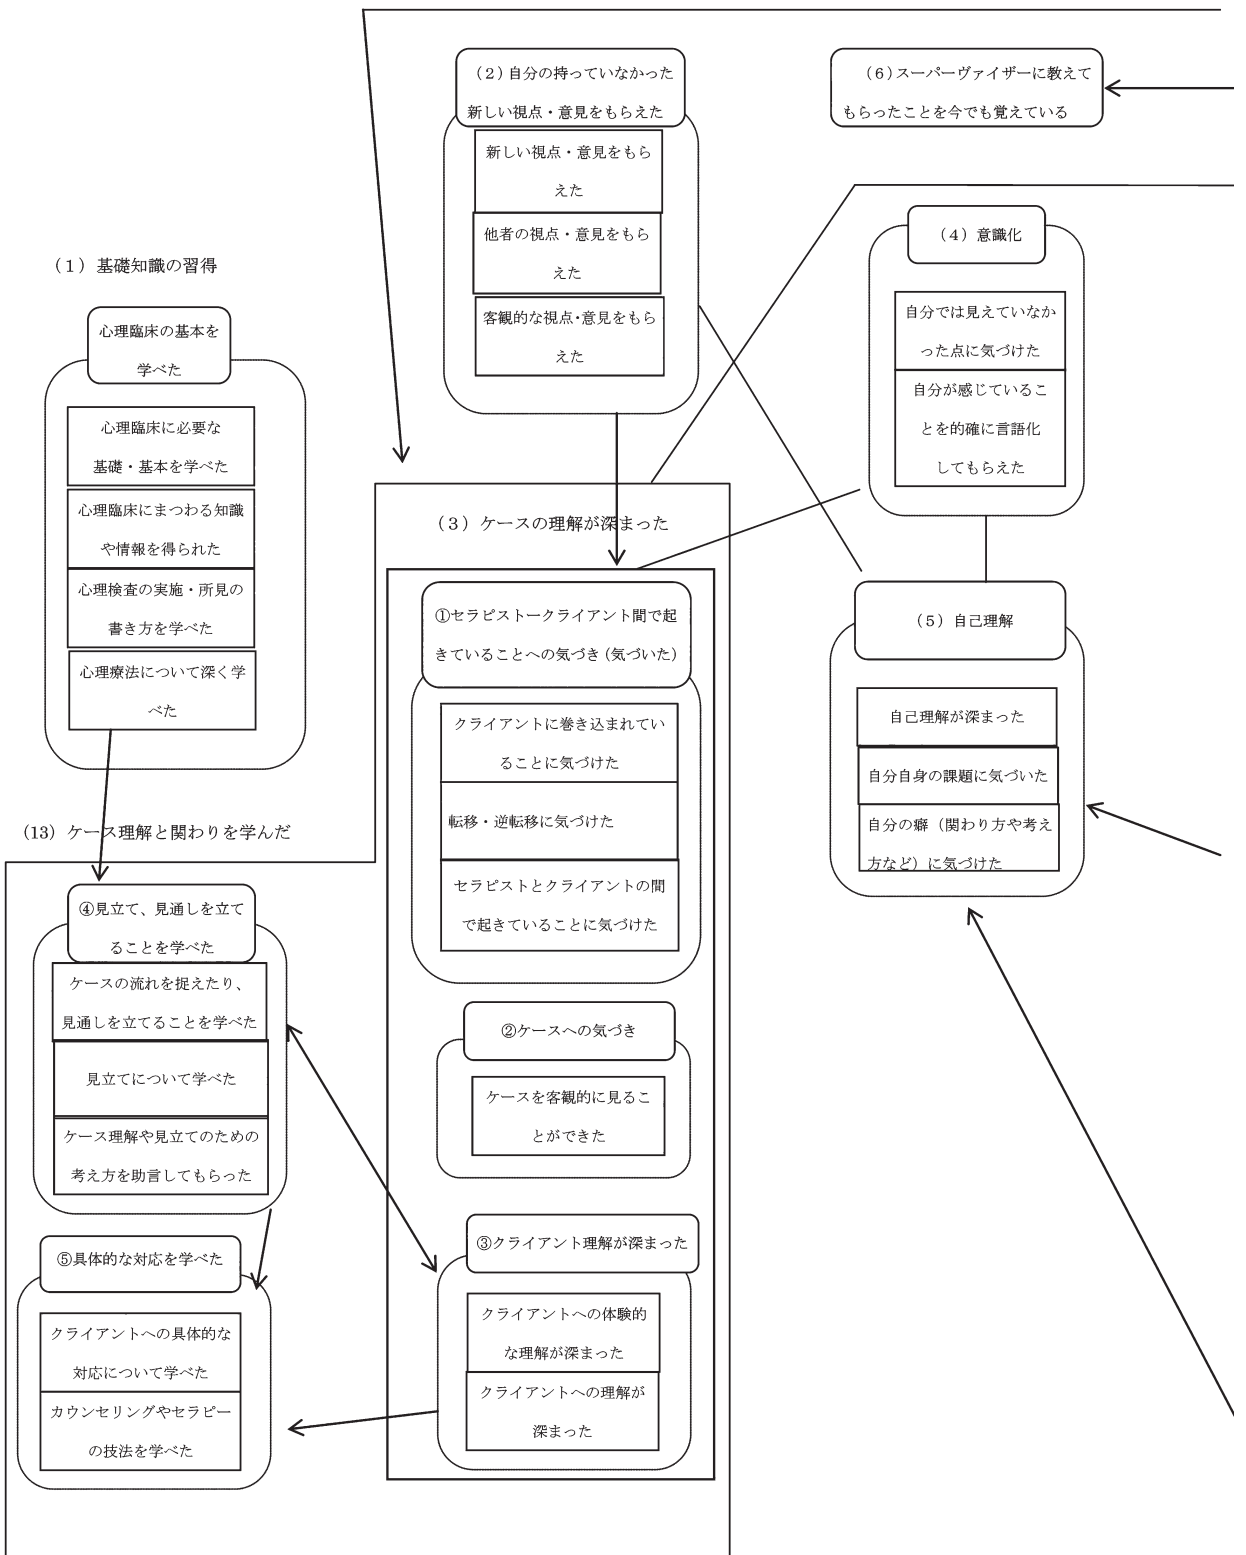 (2)自分の持っていなかった
新しい視点・意見をもらえた
新しい視点・意見をもら
えた
他者の視点・意見をもら
えた
客観的な視点・意見をもら
えた
(6)スーパーヴァイザーに教えて
もらったことを今でも覚えている
(4)意識化
自分では見えていなか
った点に気づけた
自分が感じているこ
とを的確に言語化
してもらえた
(1)基礎知識の習得
心理臨床の基本を
学べた
心理臨床に必要な
基礎・基本を学べた
心理臨床にまつわる知識
や情報を得られた
心理検査の実施・所見の
書き方を学べた
心理療法について深く学
べた
(3)ケースの理解が深まった
①セラピストークライアント間で起
きていることへの気づき(気づいた)
クライアントに巻き込まれてい
ることに気づけた
転移・逆転移に気づけた
セラピストとクライアントの間
で起きていることに気づけた
②ケースへの気づき
ケースを客観的に見るこ
とができた
③クライアント理解が深まった
クライアントへの体験的
な理解が深まった
クライアントへの理解が
深まった
(5)自己理解
自己理解が深まった
自分自身の課題に気づいた
自分の癖(関わり方や考え
方など)に気づけた
(13)ケース理解と関わりを学んだ
④見立て、見通しを立て
ることを学べた
ケースの流れを捉えたり、
見通しを立てることを学べた
見立てについて学べた
ケース理解や見立てのための
考え方を助言してもらった
⑤具体的な対応を学べた
クライアントへの具体的な
対応について学べた
カウンセリングやセラピー
の技法を学べた